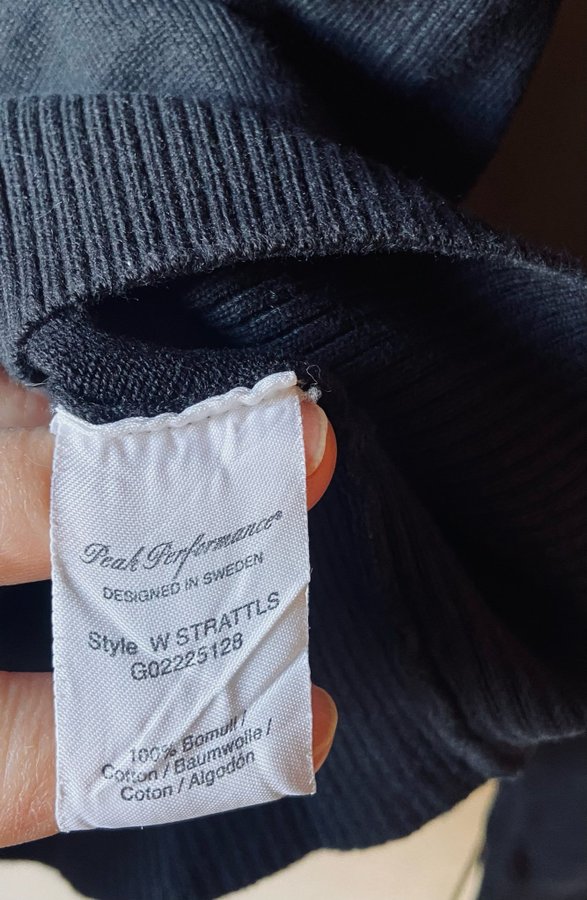 Peak Performance®
DESIGNED IN SWEDEN
Style W STRATTLS
G02225128
100% Bomull /
Cotton / Baumwolle /
Coton / Algodón